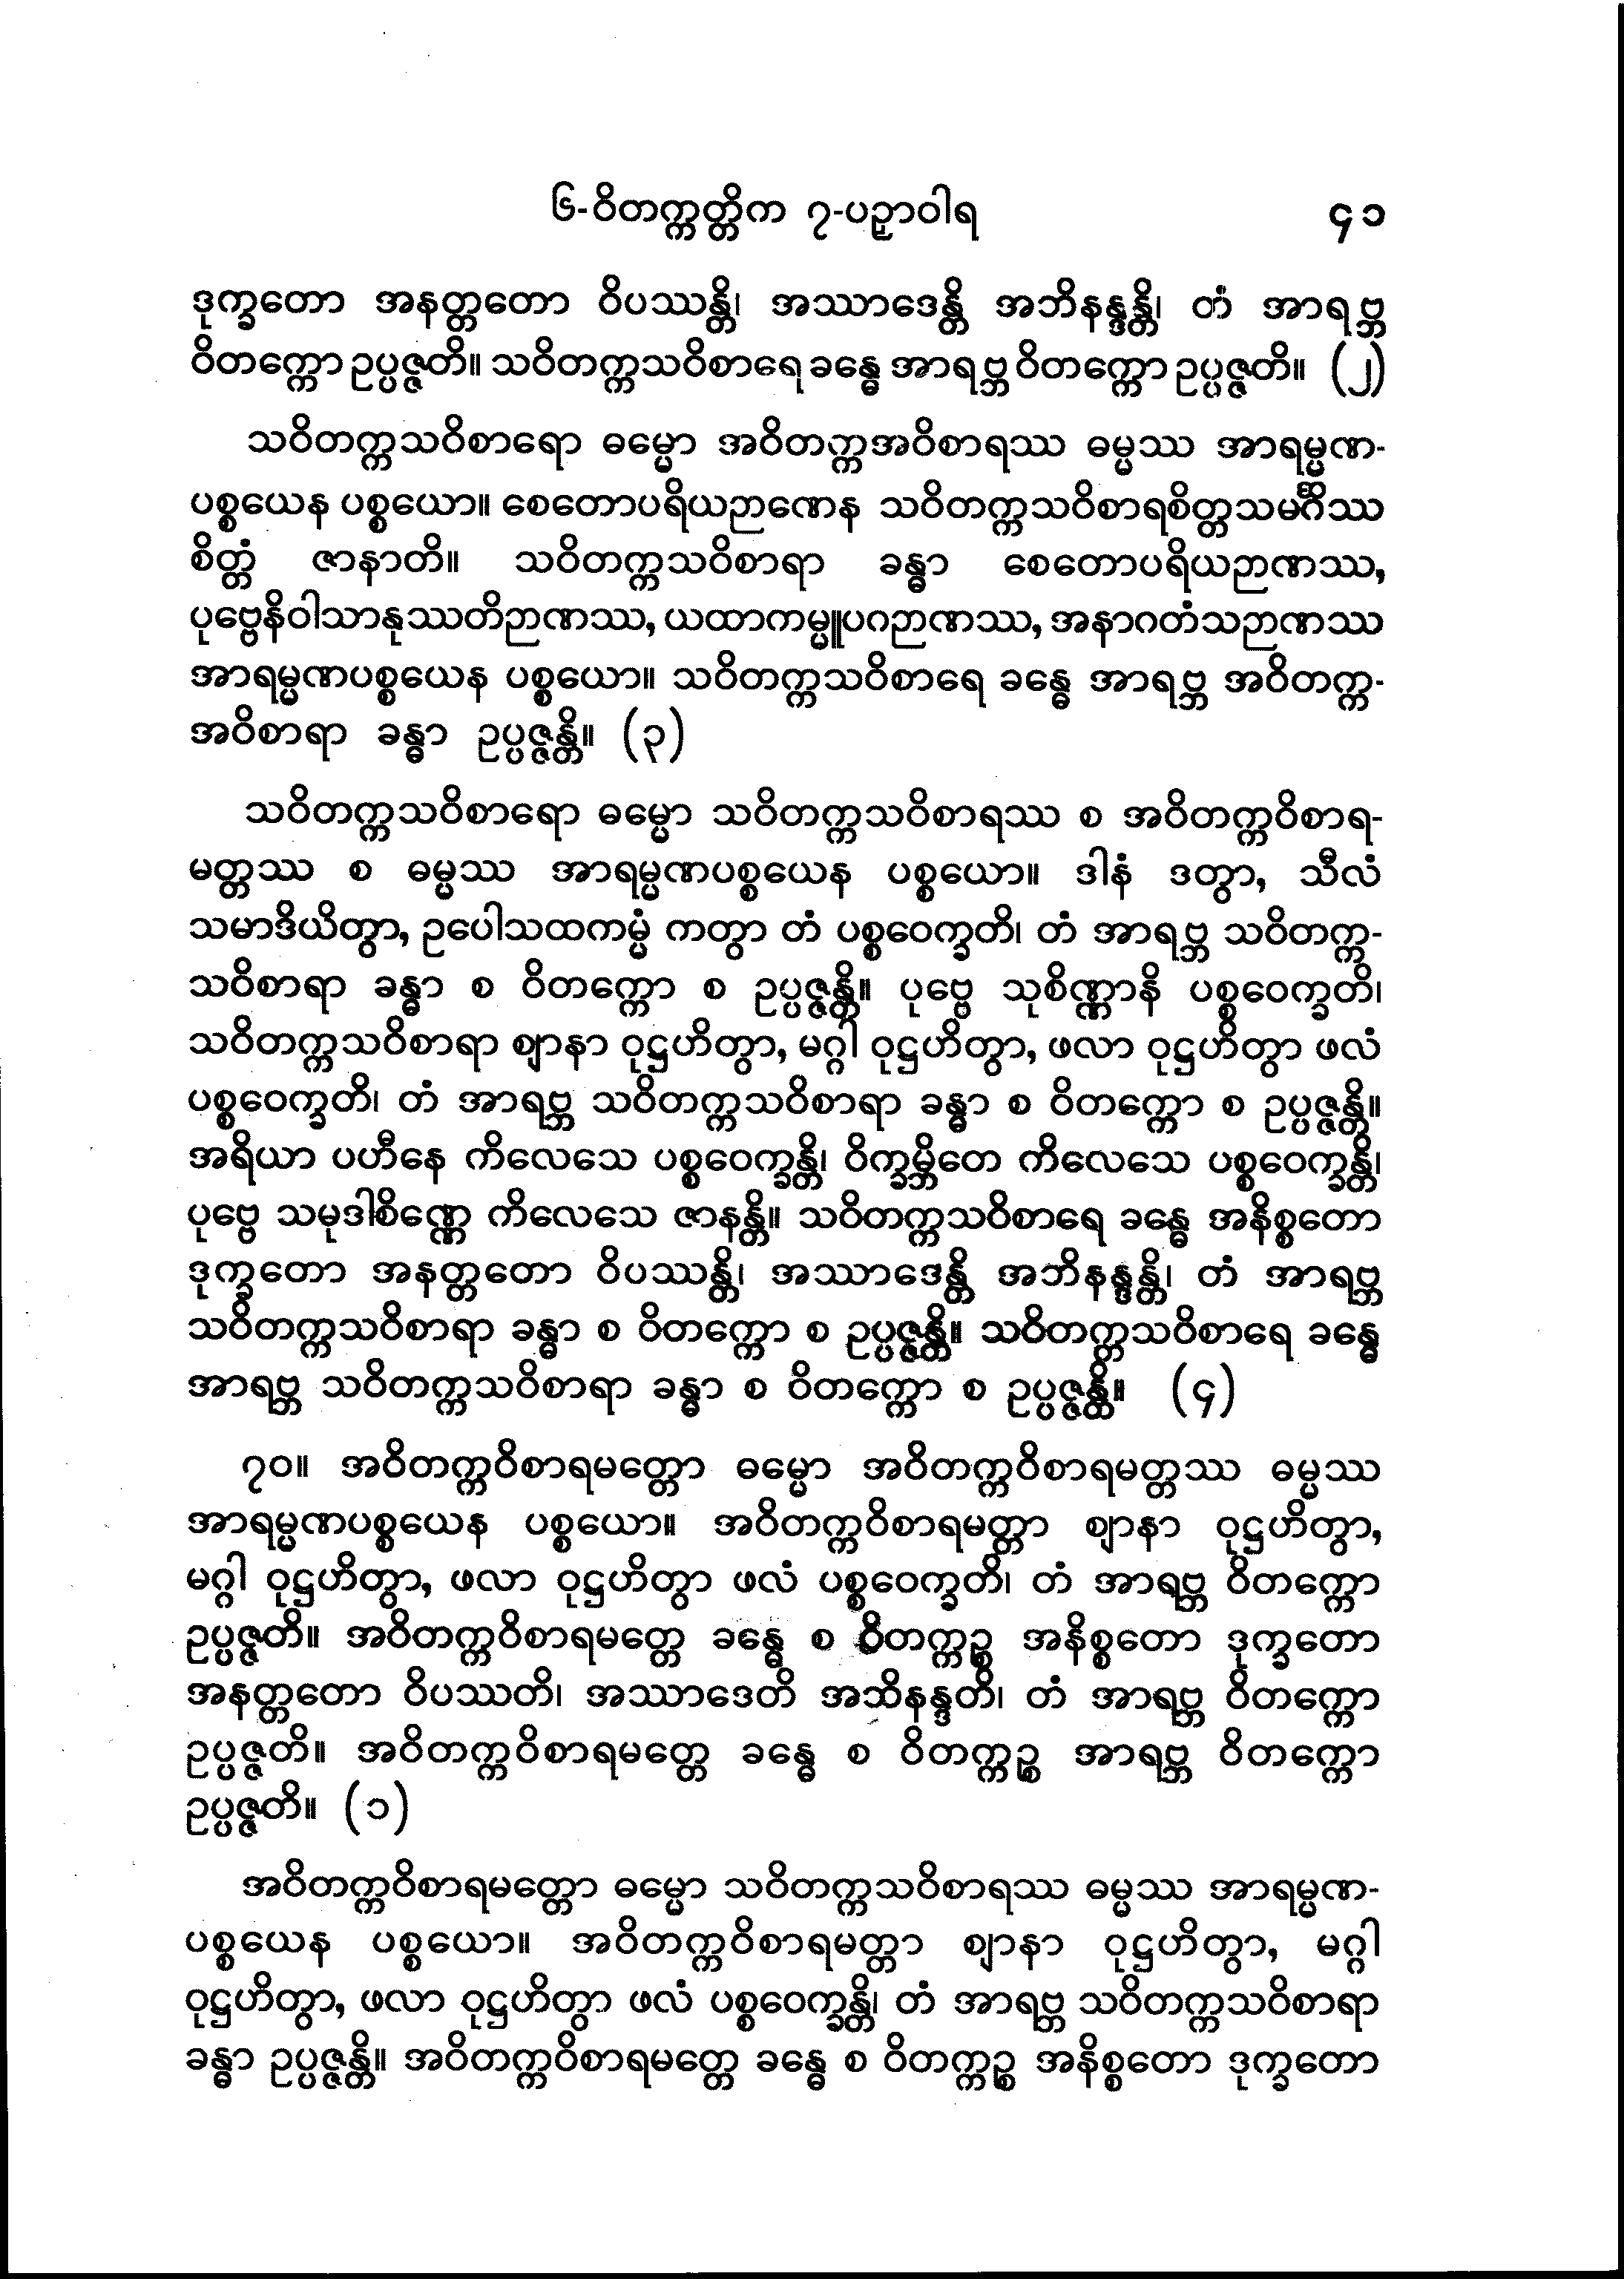 ၆-ဝိတက္ကတ္တိက ၇-ပဉှာဝါရ ၄၁
ဒုက္ခတော အနတ္တတော ဝိပဿန္တိ၊ အဿာဒေန္တိ အဘိနန္ဒန္တိ၊ တံ အာရဗ္ဘ
ဝိတက္ကော ဥပ္ပဇ္ဇတိ။ သဝိတက္ကသဝိစာရေ ခန္ဓေ အာရဗ္ဘ ဝိတက္ကော ဥပ္ပဇ္ဇတိ။ (၂)
သဝိတက္ကသဝိစာရော ဓမ္မော အဝိတက္ကအဝိစာရဿ ဓမ္မဿ အာရမ္မဏ-
ပစ္စယေန ပစ္စယော။ စေတောပရိယဉာဏေန သဝိတက္ကသဝိစာရစိတ္တသမင်္ဂိဿ
စိတ္တံ ဇာနာတိ။ သဝိတက္ကသဝိစာရာ ခန္ဓာ စေတောပရိယဉာဏဿ,
ပုဗ္ဗေနိဝါသာနုဿတိဉာဏဿ, ယထာကမ္မူပဂဉာဏဿ, အနာဂတံသဉာဏဿ
အာရမ္မဏပစ္စယေန ပစ္စယော။ သဝိတက္ကသဝိစာရေ ခန္ဓေ အာရဗ္ဘ အဝိတက္က-
အဝိစာရာ ခန္ဓာ ဥပ္ပဇ္ဇန္တိ။ (၃)
သဝိတက္ကသဝိစာရော ဓမ္မော သဝိတက္ကသဝိစာရဿ စ အဝိတက္ကဝိစာရ-
မတ္တဿ စ ဓမ္မဿ အာရမ္မဏပစ္စယေန ပစ္စယော။ ဒါနံ ဒတွာ, သီလံ
သမာဒိယိတွာ, ဥပေါသထကမ္မံ ကတွာ တံ ပစ္စဝေက္ခတိ၊ တံ အာရဗ္ဘ သဝိတက္က-
သဝိစာရာ ခန္ဓာ စ ဝိတက္ကော စ ဥပ္ပဇ္ဇန္တိ။ ပုဗ္ဗေ သုစိဏ္ဏာနိ ပစ္စဝေက္ခတိ၊
သဝိတက္ကသဝိစာရာ ဈာနာ ဝုဋ္ဌဟိတွာ, မဂ္ဂါ ဝုဋ္ဌဟိတွာ, ဖလာ ဝုဋ္ဌဟိတွာ ဖလံ
ပစ္စဝေက္ခတိ၊ တံ အာရဗ္ဘ သဝိတက္ကသဝိစာရာ ခန္ဓာ စ ဝိတက္ကော စ ဥပ္ပဇ္ဇန္တိ။
အရိယာ ပဟီနေ ကိလေသေ ပစ္စဝေက္ခန္တိ၊ ဝိက္ခမ္ဘိတေ ကိလေသေ ပစ္စဝေက္ခန္တိ၊
ပုဗ္ဗေ သမုဒါစိဏ္ဏေ ကိလေသေ ဇာနန္တိ။ သဝိတက္ကသဝိစာရေ ခန္ဓေ အနိစ္စတော
ဒုက္ခတော အနတ္တတော ဝိပဿန္တိ၊ အဿာဒေန္တိ အဘိနန္ဒန္တိ၊ တံ အာရဗ္ဘ
သဝိတက္ကသဝိစာရာ ခန္ဓာ စ ဝိတက္ကော စ ဥပ္ပဇ္ဇန္တိ။ သဝိတက္ကသဝိစာရေ ခန္ဓေ
အာရဗ္ဘ သဝိတက္ကသဝိစာရာ ခန္ဓာ စ ဝိတက္ကော စ ဥပ္ပဇ္ဇန္တိ။ (၄)
၇၀။ အဝိတက္ကဝိစာရမတ္တော ဓမ္မော အဝိတက္ကဝိစာရမတ္တဿ ဓမ္မဿ
အာရမ္မဏပစ္စယေန ပစ္စယော။ အဝိတက္ကဝိစာရမတ္တာ ဈာနာ ဝုဋ္ဌဟိတွာ,
မဂ္ဂါ ဝုဋ္ဌဟိတွာ, ဖလာ ဝုဋ္ဌဟိတွာ ဖလံ ပစ္စဝေက္ခတိ၊ တံ အာရဗ္ဘ ဝိတက္ကော
ဥပ္ပဇ္ဇတိ။ အဝိတက္ကဝိစာရမတ္တေ ခန္ဓေ စ ဝိတက္ကဉ္စ အနိစ္စတော ဒုက္ခတော
အနတ္တတော ဝိပဿတိ၊ အဿာဒေတိ အဘိနန္ဒတိ၊ တံ အာရဗ္ဘ ဝိတက္ကော
ဥပ္ပဇ္ဇတိ။ အဝိတက္ကဝိစာရမတ္တေ ခန္ဓေ စ ဝိတက္ကဉ္စ အာရဗ္ဘ ဝိတက္ကော
ဥပ္ပဇ္ဇတိ။ (၁)
အဝိတက္ကဝိစာရမတ္တော ဓမ္မော သဝိတက္ကသဝိစာရဿ ဓမ္မဿ အာရမ္မဏ-
ပစ္စယေန ပစ္စယော။ အဝိတက္ကဝိစာရမတ္တာ ဈာနာ ဝုဋ္ဌဟိတွာ, မဂ္ဂါ
ဝုဋ္ဌဟိတွာ, ဖလာ ဝုဋ္ဌဟိတွာ ဖလံ ပစ္စဝေက္ခန္တိ၊ တံ အာရဗ္ဘ သဝိတက္ကသဝိစာရာ
ခန္ဓာ ဥပ္ပဇ္ဇန္တိ။ အဝိတက္ကဝိစာရမတ္တေ ခန္ဓေ စ ဝိတက္ကဉ္စ အနိစ္စတော ဒုက္ခတော